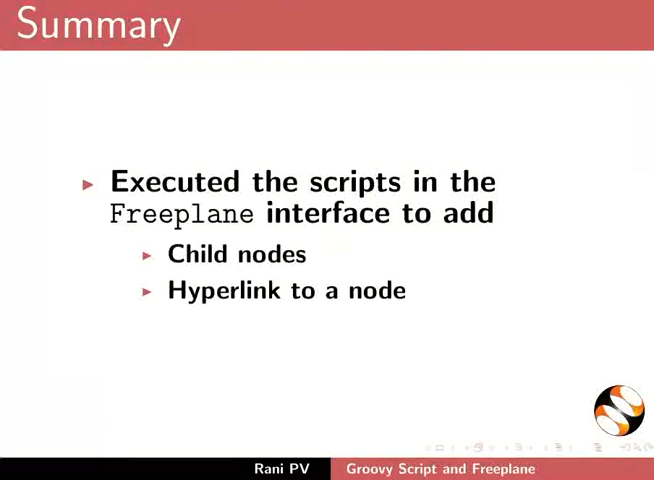 Summary
Executed the scripts in the
Freeplane interface to add
Child nodes
Hyperlink to a node
Rani PV
Groovy Script and Freeplane